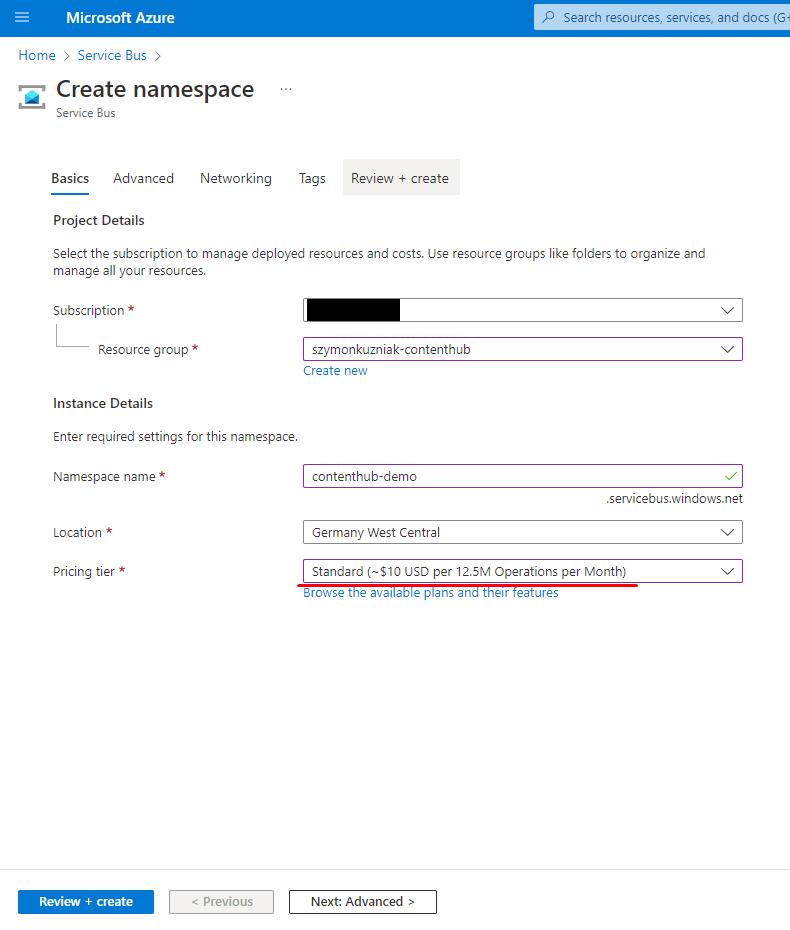 Microsoft Azure
Search resources, services, and docs (G+
Home > Service Bus >
Create namespace ...
Service Bus
Basics Advanced Networking Tags Review + create
Project Details
Select the subscription to manage deployed resources and costs. Use resource groups like folders to organize and
manage all your resources.
Subscription *
Resource group * szymonkuzniak-contenthub
Create new
Instance Details
Enter required settings for this namespace.
Namespace name * contenthub-demo
.servicebus.windows.net
Location * Germany West Central
Pricing tier * Standard (~$10 USD per 12.5M Operations per Month)
Browse the available plans and their features
Review + create < Previous Next: Advanced >